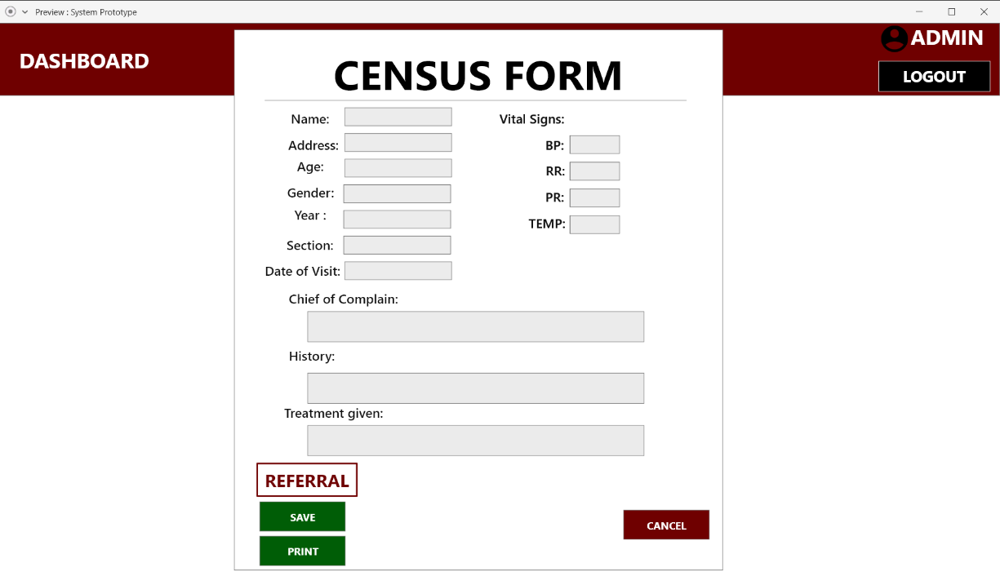 Preview : System Prototype
DASHBOARD
ADMIN
LOGOUT
CENSUS FORM
Name:
Address:
Age:
Gender:
Year :
Section:
Date of Visit:
Vital Signs:
BP:
RR:
PR:
TEMP:
Chief of Complain:
History:
Treatment given:
REFERRAL
SAVE
PRINT
CANCEL